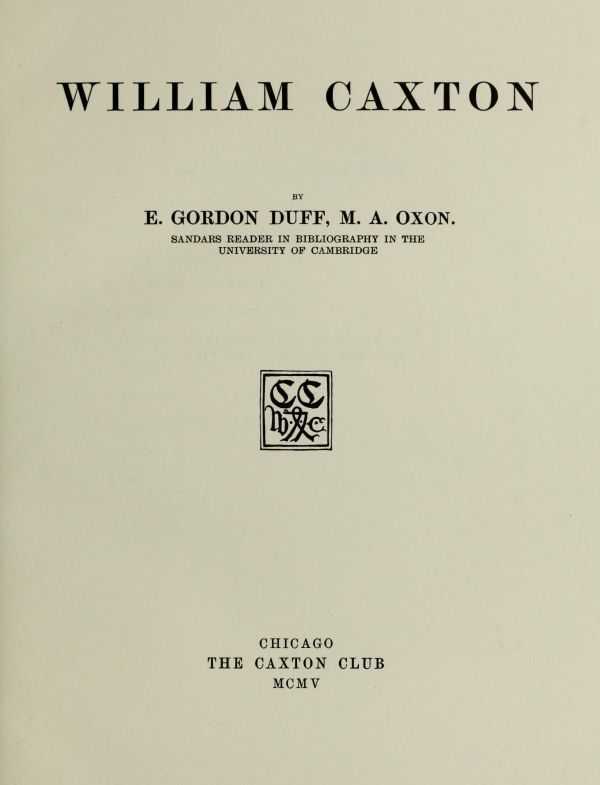 WILLIAM CAXTON
BY
E. GORDON DUFF, M. A. OXON.
SANDARS READER IN BIBLIOGRAPHY IN THE
UNIVERSITY OF CAMBRIDGE
CC
W C
CHICAGO
THE CAXTON CLUB
MCMV